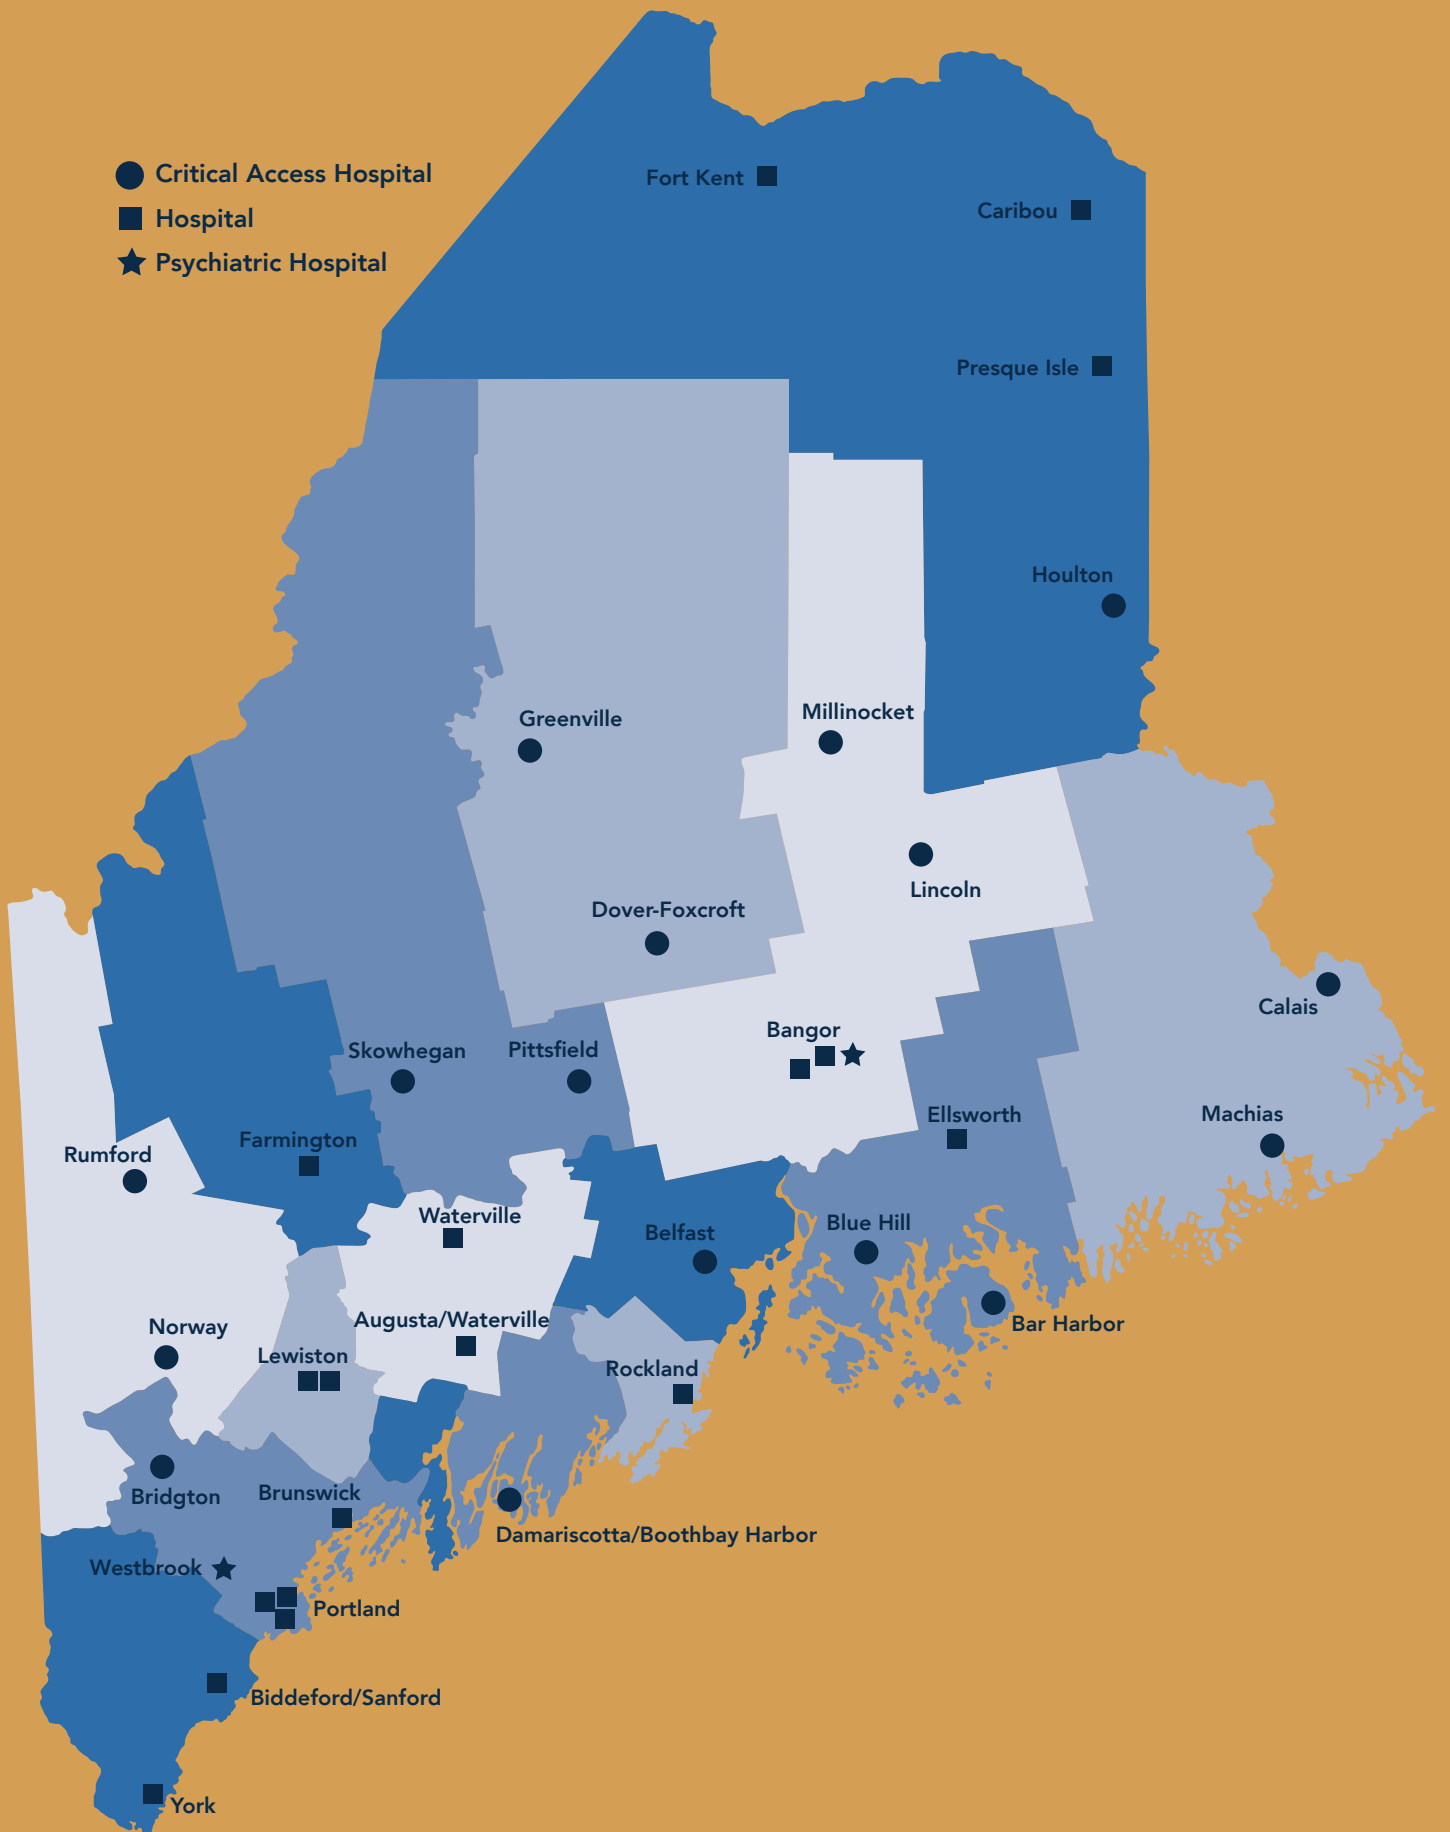 Critical Access Hospital
Hospital
Psychiatric Hospital
Fort Kent
Caribou
Presque Isle
Houlton
Greenville
Millinocket
Lincoln
Dover-Foxcroft
Calais
Bangor
Skowhegan
Pittsfield
Ellsworth
Machias
Farmington
Rumford
Waterville
Blue Hill
Belfast
Augusta/Waterville
Bar Harbor
Norway
Lewiston
Rockland
Bridgton
Brunswick
Damariscotta/Boothbay Harbor
Westbrook
Portland
Biddeford/Sanford
York